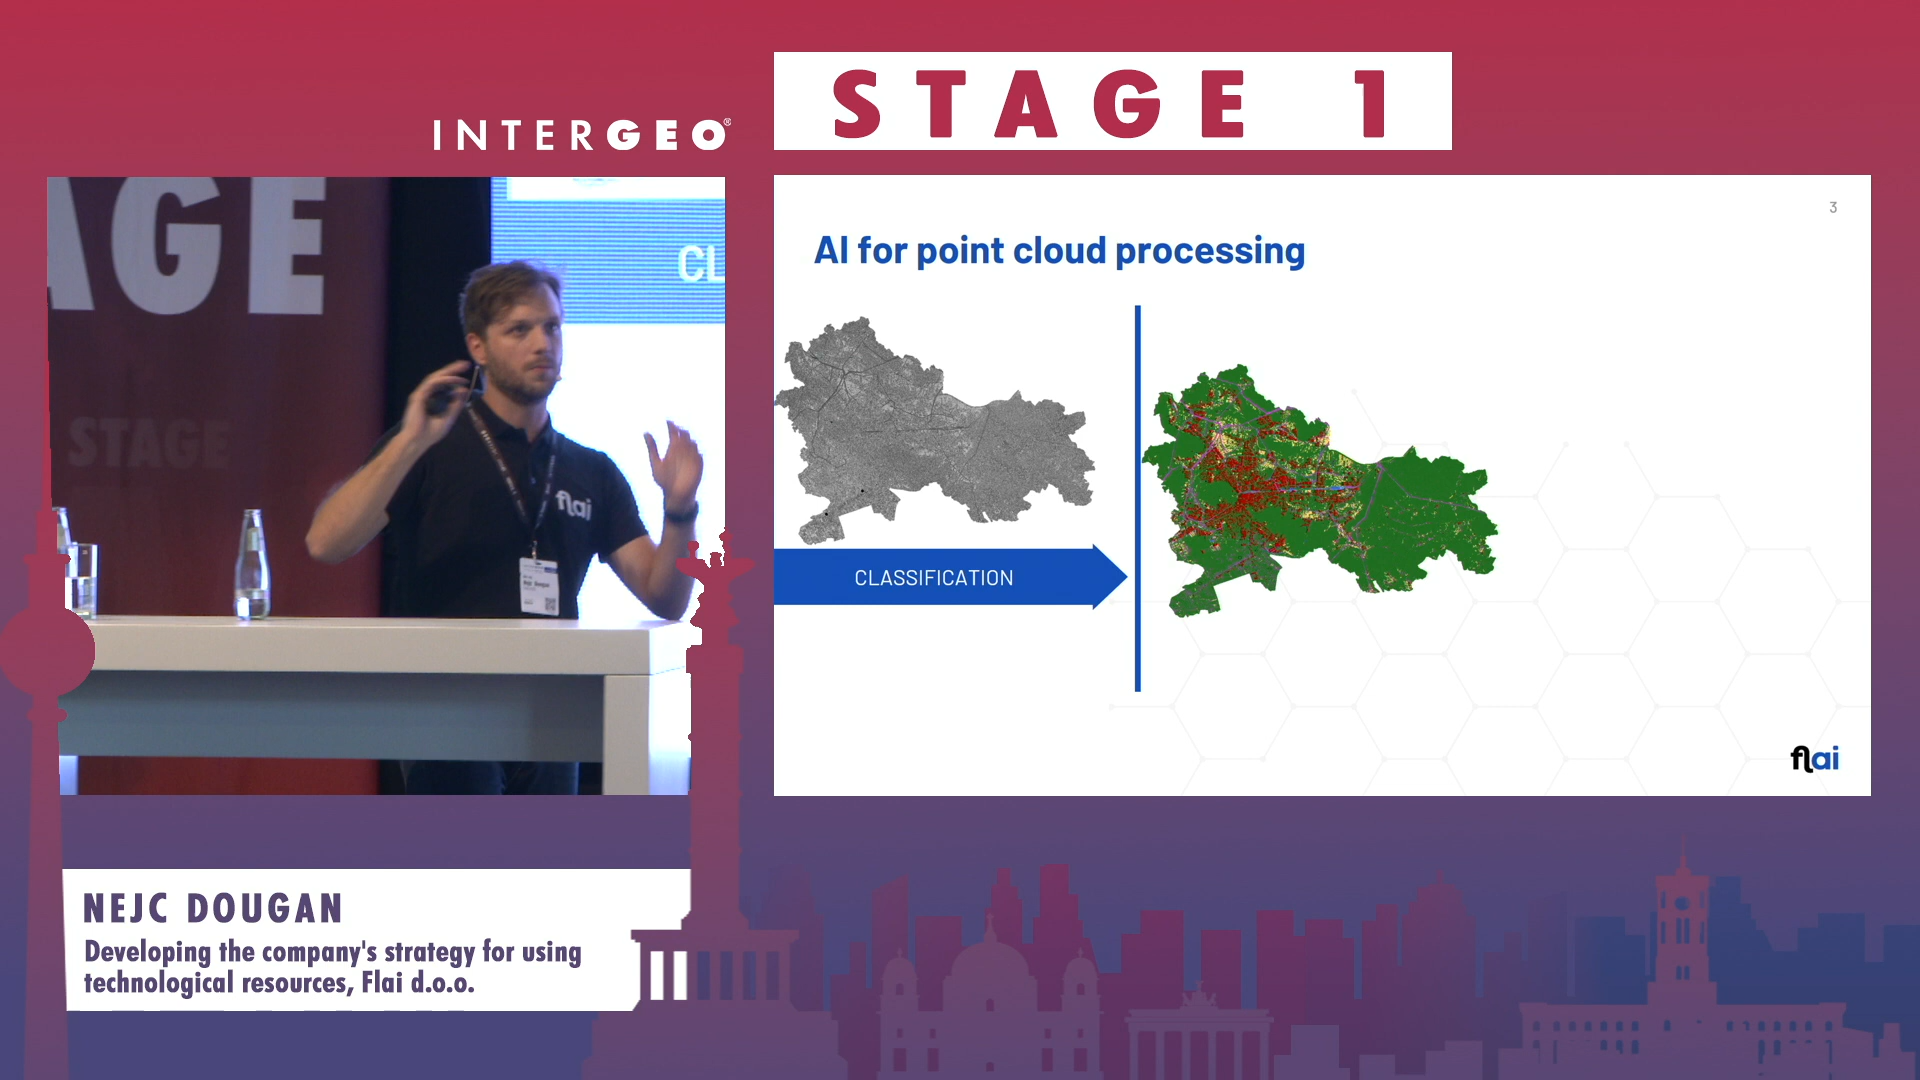 STAGE 1
INTERGEO®
AGE
STAGE
CL
flai
3
AI for point cloud processing
CLASSIFICATION
flai
NEJC DOUGAN
Developing the company's strategy for using
technological resources, Flai d.o.o.